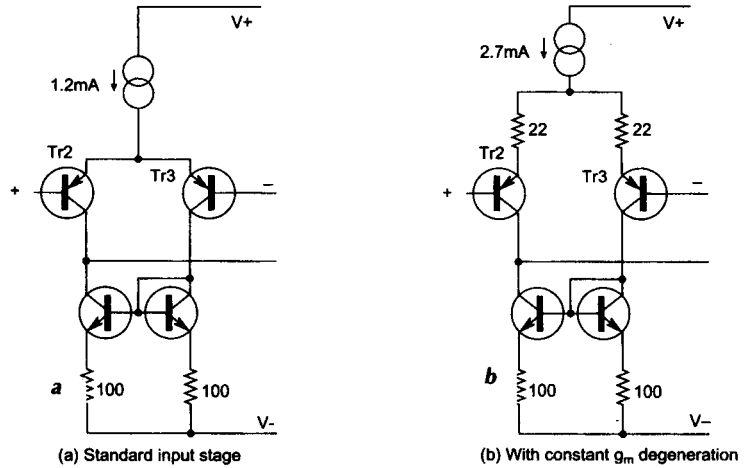 V+
1.2mA
Tr2
Tr3
+
–
a
100
100
V-
(a) Standard input stage
V+
2.7mA
22
22
Tr2
Tr3
+
–
b
100
100
V–
(b) With constant gm degeneration